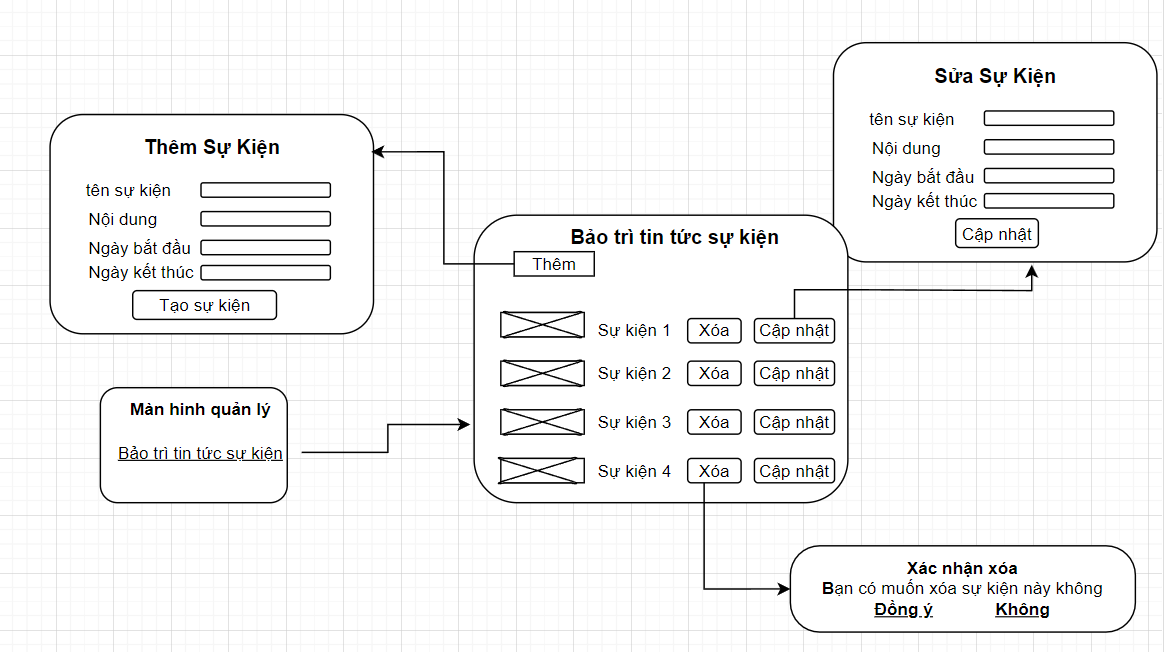 Sửa Sự Kiện
tên sự kiện
Nội dung
Ngày bắt đầu
Ngày kết thúc
Cập nhật
Thêm Sự Kiện
tên sự kiện
Nội dung
Ngày bắt đầu
Ngày kết thúc
Tạo sự kiện
Bảo trì tin tức sự kiện
Thêm
Sự kiện 1 Xóa Cập nhật
Sự kiện 2 Xóa Cập nhật
Sự kiện 3 Xóa Cập nhật
Sự kiện 4 Xóa Cập nhật
Màn hinh quản lý
Bảo trì tin tức sự kiện
Xác nhận xóa
Bạn có muốn xóa sự kiện này không
Đồng ý Không